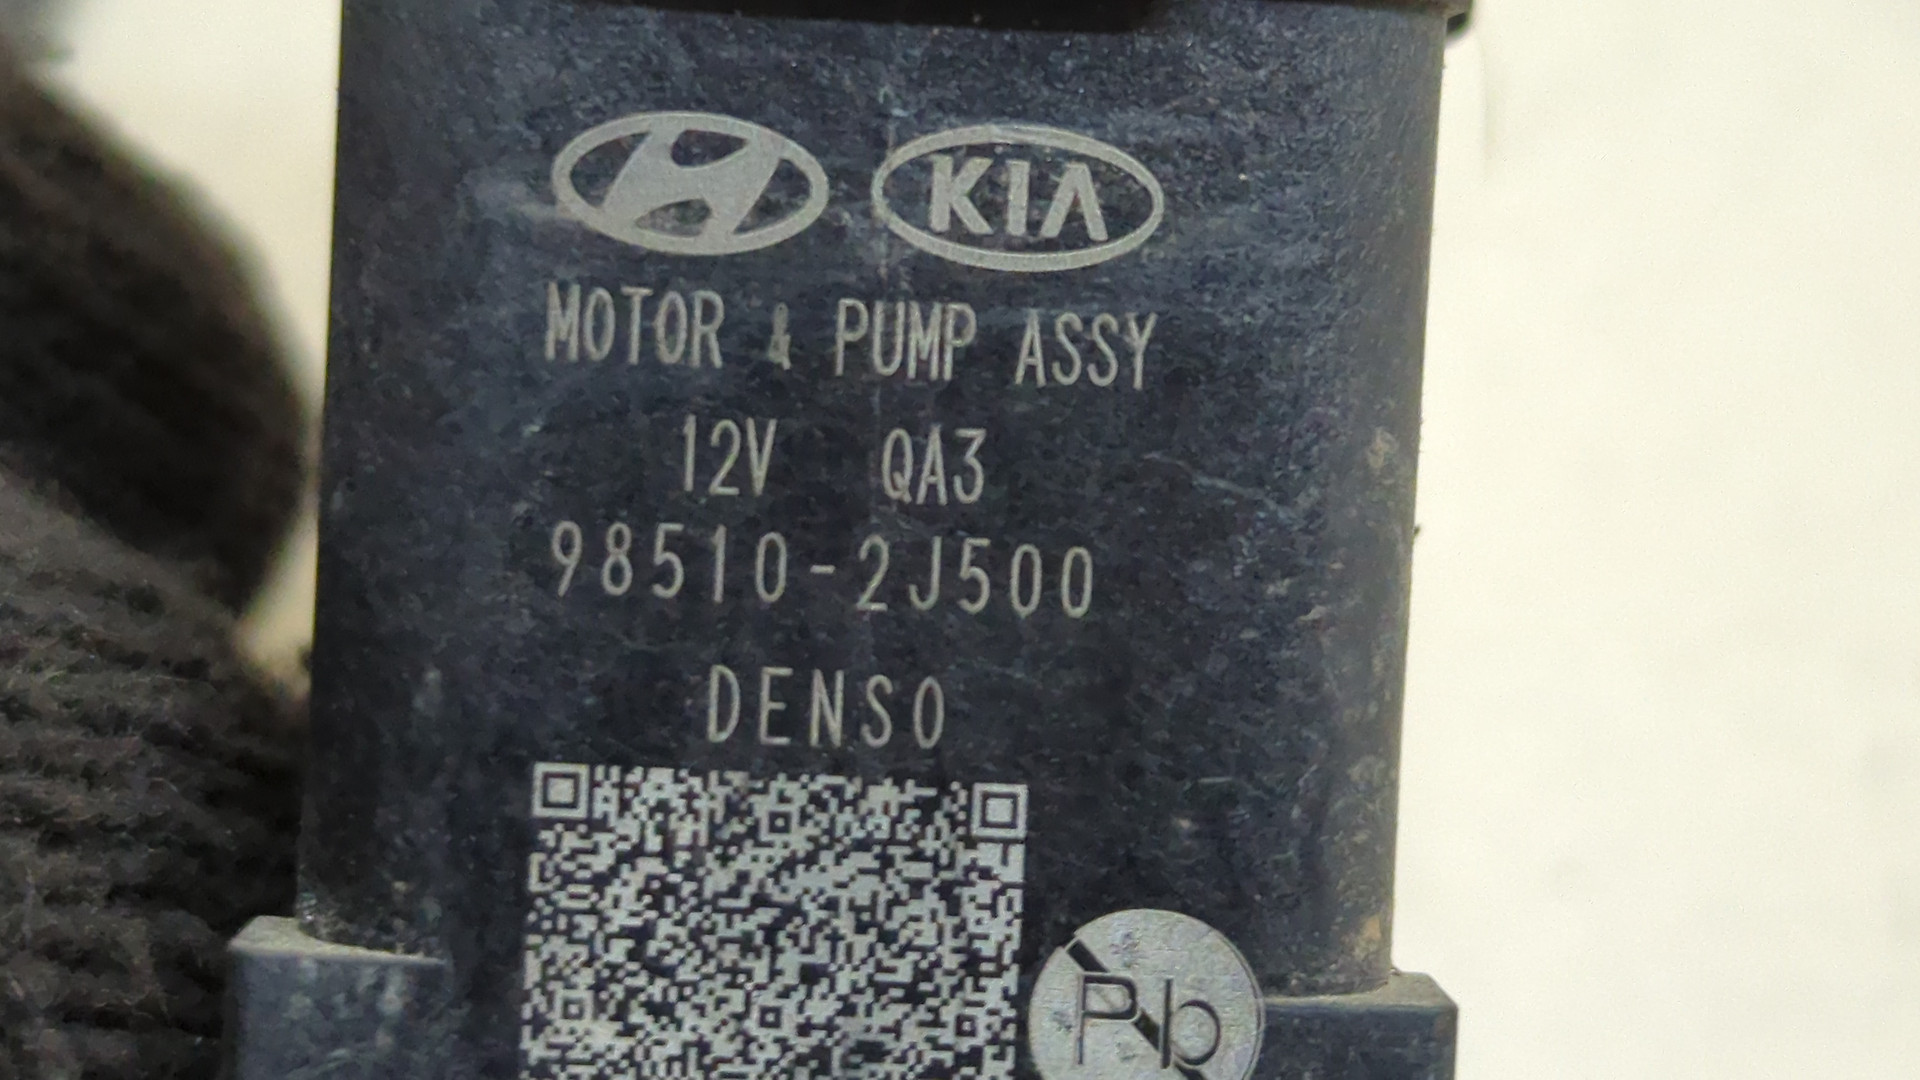 KIA
MOTOR & PUMP ASSY
12V QA3
98510-2J500
DENSO
Pb